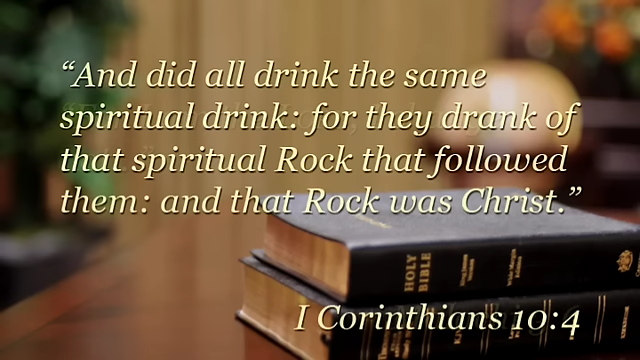 “And did all drink the same
spiritual drink: for they drank of
that spiritual Rock that followed
them: and that Rock was Christ.”
HOLY
BIBLE
I Corinthians 10:4